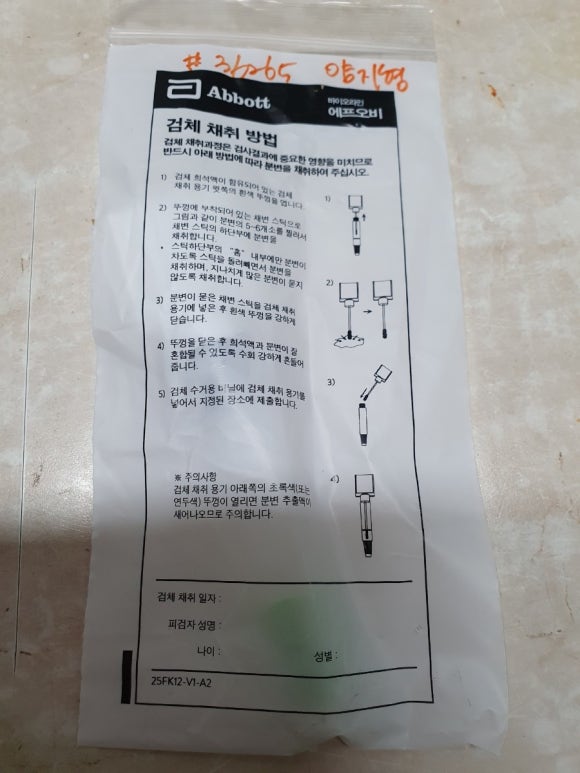 # 36265 양지형
Abbott
바이오라인
에프오비
검체 채취 방법
검체 채취과정은 검사결과에 중요한 영향을 미치므로
반드시 아래 방법에 따라 분변을 채취하여 주십시오.
1) 검체 희석액이 함유되어 있는 검체
채취 용기 윗쪽의 흰색 뚜껑을 엽니다.
2) 뚜껑에 부착되어 있는 채변 스틱으로
그림과 같이 분변의 5~6개소를 찔러서
채변 스틱의 하단부에 분변을
채취합니다.
• 스틱하단부의 "홈" 내부에만 분변이
차도록 스틱을 돌려빼면서 분변을
채취하며, 지나치게 많은 분변이 묻지
않도록 채취합니다.
3) 분변이 묻은 채변 스틱을 검체 채취
용기에 넣은 후 흰색 뚜껑을 강하게
닫습니다.
4) 뚜껑을 닫은 후 희석액과 분변이 잘
혼합될 수 있도록 수회 강하게 흔들어
줍니다.
5) 검체 수거용 비닐에 검체 채취 용기를
넣어서 지정된 장소에 제출합니다.
1)
2)
3)
4)
※ 주의사항
검체 채취 용기 아래쪽의 초록색(또는
연두색) 뚜껑이 열리면 분변 추출액이
새어나오므로 주의합니다.
검체 채취 일자 :
피검자 성명 :
나이 : 성별 :
25FK12-V1-A2